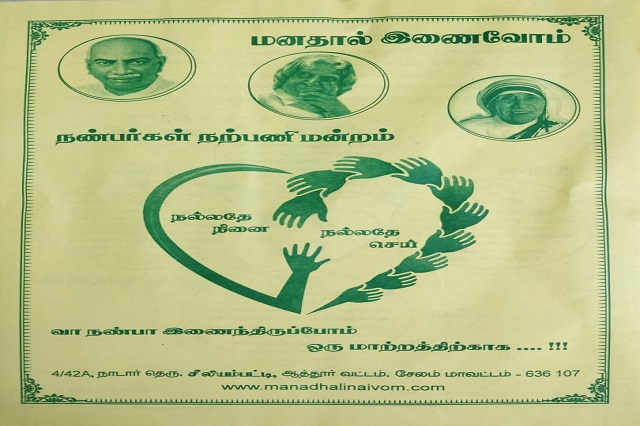 மனதால் இணைவோம்
நண்பர்கள் நற்பணி மன்றம்
நல்லதே
நினை
நல்லதே
செய்
வா நண்பா இணைந்திருப்போம்
ஒரு மாற்றத்திற்காக .... !!!
4/42A, நாடார் தெரு. சீலியம்பட்டி, ஆத்தூர் வட்டம், சேலம் மாவட்டம் - 636 107
www.manadhalinaivom.com